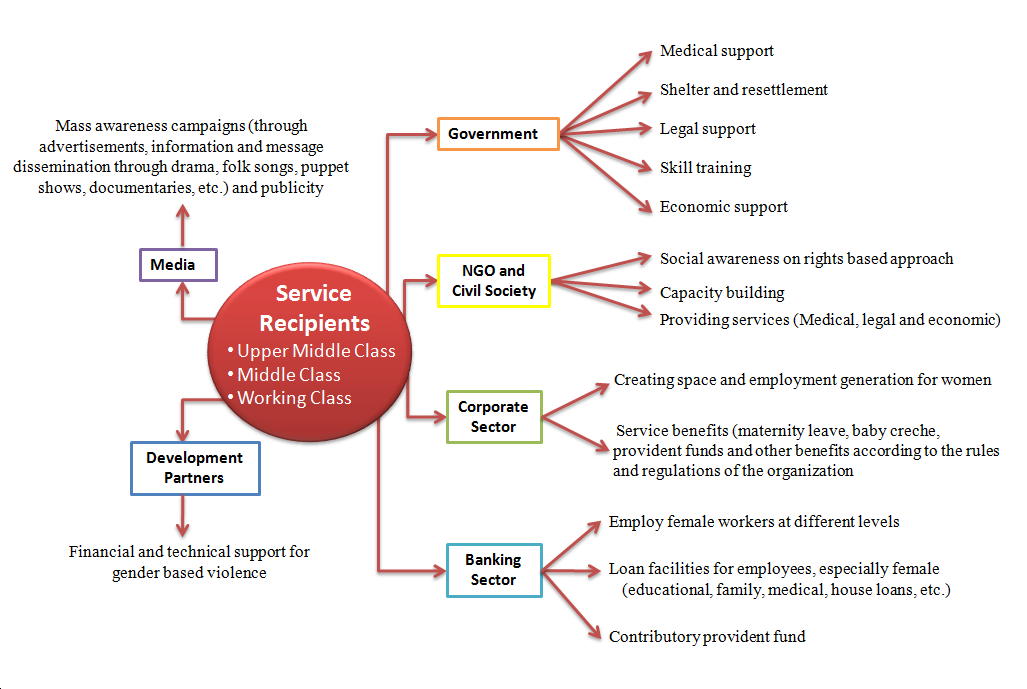 Mass awareness campaigns (through
advertisements, information and message
dissemination through drama, folk songs, puppet
shows, documentaries, etc.) and publicity
Media
Service
Recipients
• Upper Middle Class
• Middle Class
• Working Class
Development
Partners
Financial and technical support for
gender based violence
Government
Medical support
Shelter and resettlement
Legal support
Skill training
Economic support
NGO and
Civil Society
Social awareness on rights based approach
Capacity building
Providing services (Medical, legal and economic)
Corporate
Sector
Creating space and employment generation for women
Service benefits (maternity leave, baby creche,
provident funds and other benefits according to the rules
and regulations of the organization
Banking
Sector
Employ female workers at different levels
Loan facilities for employees, especially female
(educational, family, medical, house loans, etc.)
Contributory provident fund